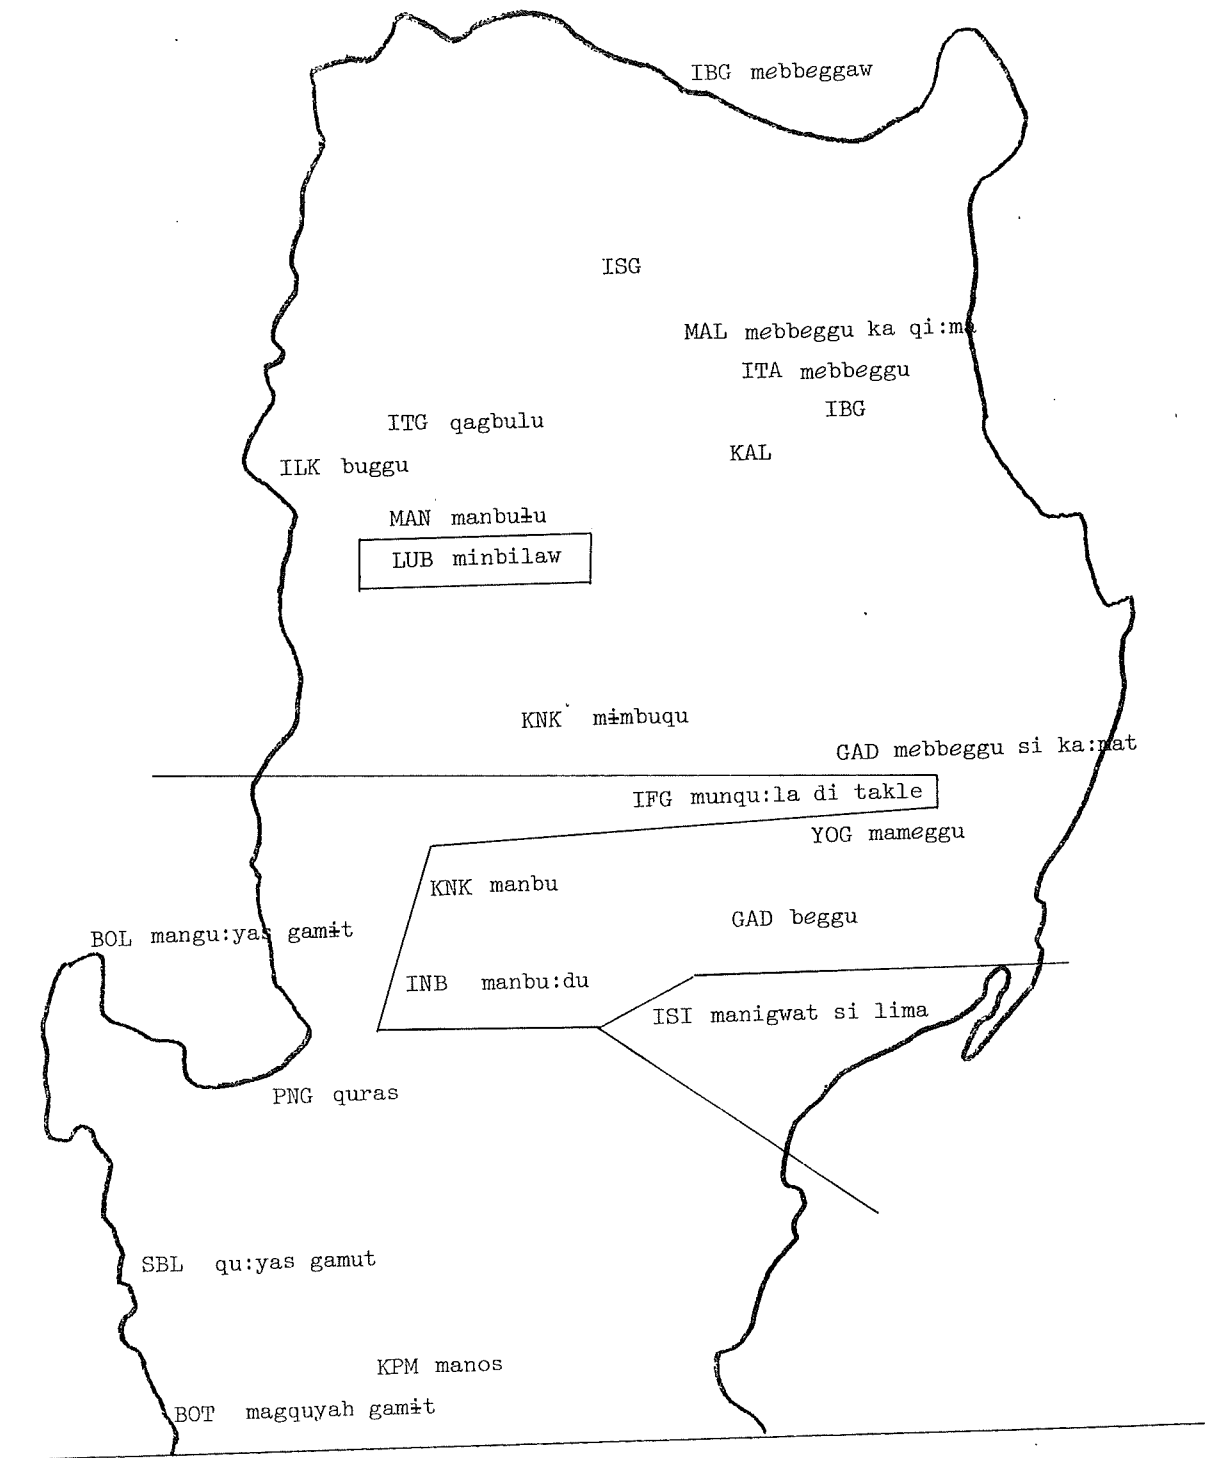 IBG mebbeggaw
ISG
MAL mebbeggu ka qi:ma
ITA mebbeggu
IBG
ITG qagbulu
KAL
ILK buggu
MAN manbuɫu
LUB minbilaw
KNK mɨmbuqu
GAD mebbeggu si ka:mat
IFG munqu:la di takle
YOG mameggu
KNK manbu
GAD beggu
BOL mangu:yas gamɨt
INB manbu:du
ISI manigwat si lima
PNG quras
SBL qu:yas gamut
KPM manos
BOT magquyah gamɨt